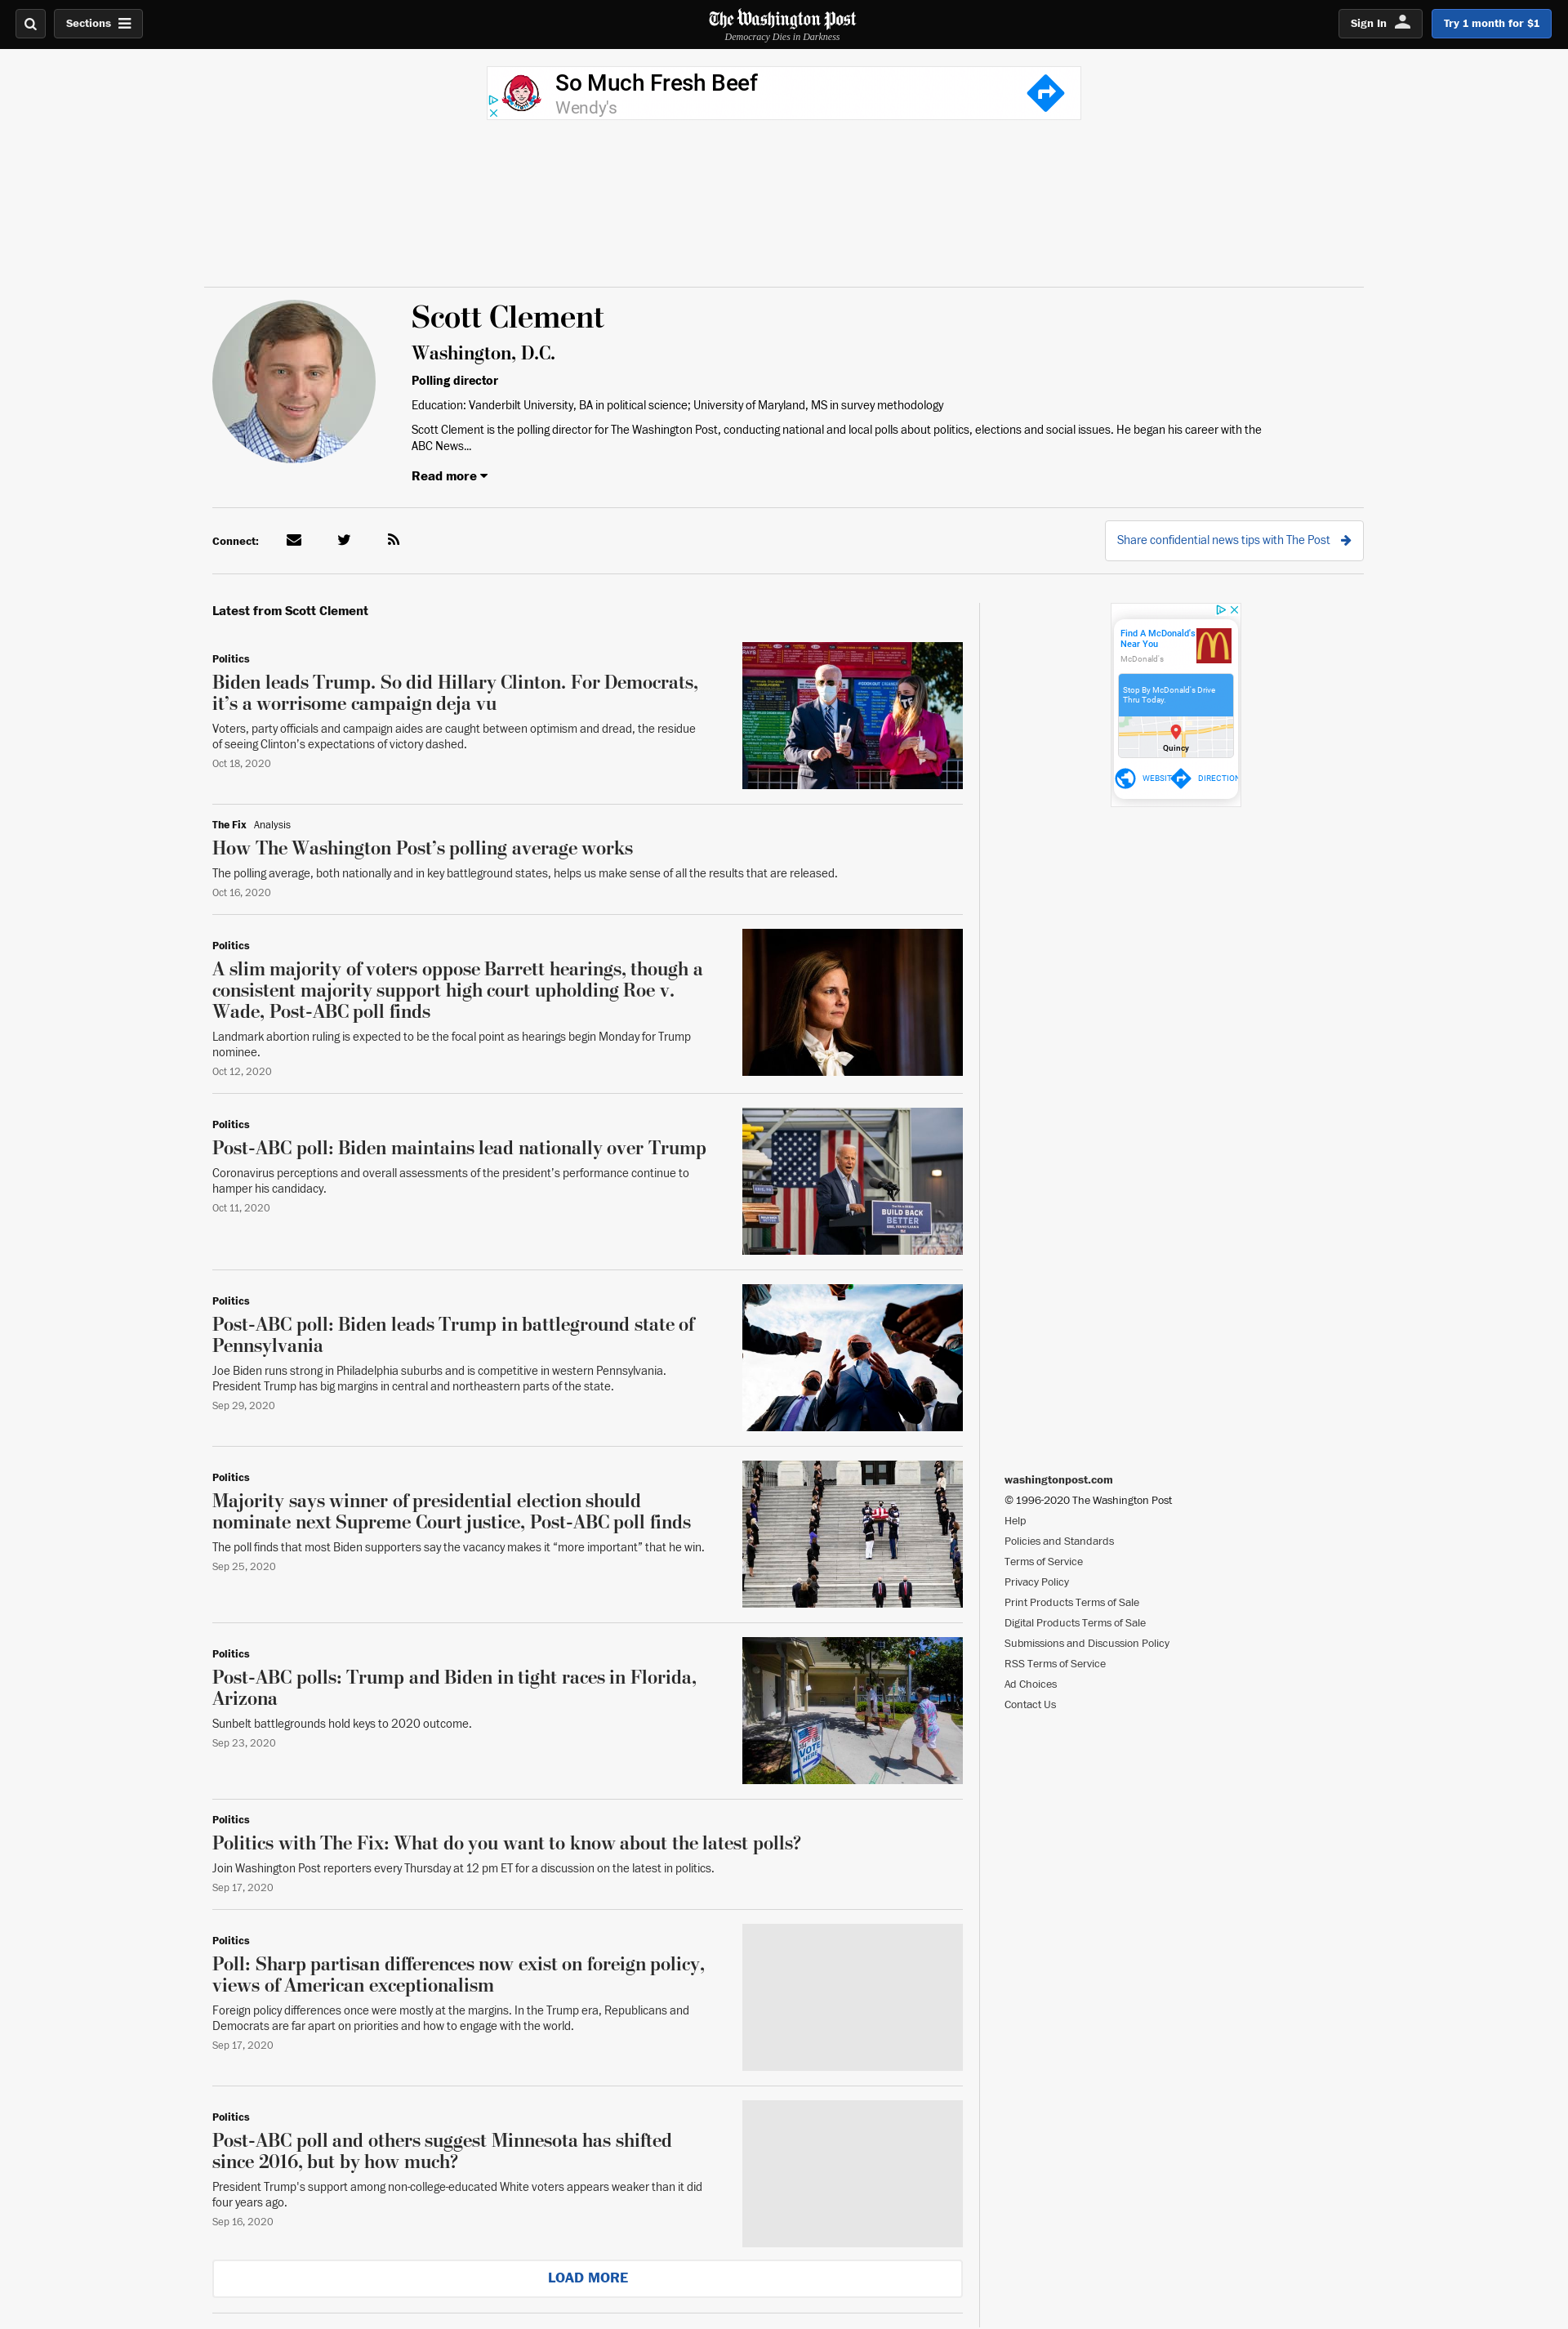 Sections
The Washington Post
Democracy Dies in Darkness
Sign In
Try 1 month for $1
So Much Fresh Beef
Wendy's
Scott Clement
Washington, D.C.
Polling director
Education: Vanderbilt University, BA in political science; University of Maryland, MS in survey methodology
Scott Clement is the polling director for The Washington Post, conducting national and local polls about politics, elections and social issues. He began his career with the
ABC News...
Read more
Connect:
Share confidential news tips with The Post
Latest from Scott Clement
Politics
Biden leads Trump. So did Hillary Clinton. For Democrats,
it’s a worrisome campaign deja vu
Voters, party officials and campaign aides are caught between optimism and dread, the residue
of seeing Clinton's expectations of victory dashed.
Oct 18, 2020
The Fix Analysis
How The Washington Post’s polling average works
The polling average, both nationally and in key battleground states, helps us make sense of all the results that are released.
Oct 16, 2020
Politics
A slim majority of voters oppose Barrett hearings, though a
consistent majority support high court upholding Roe v.
Wade, Post-ABC poll finds
Landmark abortion ruling is expected to be the focal point as hearings begin Monday for Trump
nominee.
Oct 12, 2020
Politics
Post-ABC poll: Biden maintains lead nationally over Trump
Coronavirus perceptions and overall assessments of the president's performance continue to
hamper his candidacy.
Oct 11, 2020
BUILD BACK
BETTER
Politics
Post-ABC poll: Biden leads Trump in battleground state of
Pennsylvania
Joe Biden runs strong in Philadelphia suburbs and is competitive in western Pennsylvania.
President Trump has big margins in central and northeastern parts of the state.
Sep 29, 2020
Politics
Majority says winner of presidential election should
nominate next Supreme Court justice, Post-ABC poll finds
The poll finds that most Biden supporters say the vacancy makes it “more important” that he win.
Sep 25, 2020
Politics
Post-ABC polls: Trump and Biden in tight races in Florida,
Arizona
Sunbelt battlegrounds hold keys to 2020 outcome.
Sep 23, 2020
VOTE
HERE
Politics
Politics with The Fix: What do you want to know about the latest polls?
Join Washington Post reporters every Thursday at 12 pm ET for a discussion on the latest in politics.
Sep 17, 2020
Politics
Poll: Sharp partisan differences now exist on foreign policy,
views of American exceptionalism
Foreign policy differences once were mostly at the margins. In the Trump era, Republicans and
Democrats are far apart on priorities and how to engage with the world.
Sep 17, 2020
Politics
Post-ABC poll and others suggest Minnesota has shifted
since 2016, but by how much?
President Trump's support among non-college-educated White voters appears weaker than it did
four years ago.
Sep 16, 2020
LOAD MORE
Find A McDonald's
Near You
McDonald's
Stop By McDonald's Drive
Thru Today.
Quincy
WEBSIT
DIRECTION
washingtonpost.com
© 1996-2020 The Washington Post
Help
Policies and Standards
Terms of Service
Privacy Policy
Print Products Terms of Sale
Digital Products Terms of Sale
Submissions and Discussion Policy
RSS Terms of Service
Ad Choices
Contact Us